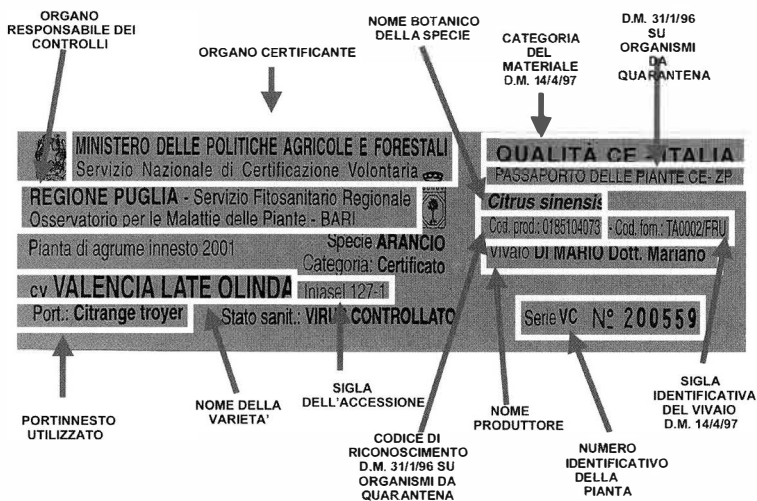 ORGANO
RESPONSABILE DEI
CONTROLLI
ORGANO CERTIFICANTE
NOME BOTANICO
DELLA SPECIE
CATEGORIA
DEL
MATERIALE
D.M. 14/4/97
D.M. 31/1/96
SU
ORGANISMI
DA
QUARANTENA
MINISTERO DELLE POLITICHE AGRICOLE E FORESTALI
Servizio Nazionale di Certificazione Volontaria
REGIONE PUGLIA - Servizio Fitosanitario Regionale
Osservatorio per le Malattie delle Piante - BARI
Pianta di agrume innesto 2001
Specie ARANCIO
Categoria: Certificato
cv VALENCIA LATE OLINDA Iniasel 127-1
Port.: Citrange troyer
Stato sanit.: VIRUS CONTROLLATO
QUALITÀ CE - ITALIA
PASSAPORTO DELLE PIANTE CE- ZP
Citrus sinensis
Cod. prod.: 0185104073 - Cod. forn.: TA0002/FRU
Vivaio DI MARIO Dott. Mariano
Serie VC Nº 200559
PORTINNESTO
UTILIZZATO
NOME DELLA
VARIETA'
SIGLA
DELL'ACCESSIONE
CODICE DI
RICONOSCIMENTO
D.M. 31/1/96 SU
ORGANISMI DA
QUARANTENA
NOME
PRODUTTORE
NUMERO
IDENTIFICATIVO
DELLA
PIANTA
SIGLA
IDENTIFICATIVA
DEL VIVAIO
D.M. 14/4/97